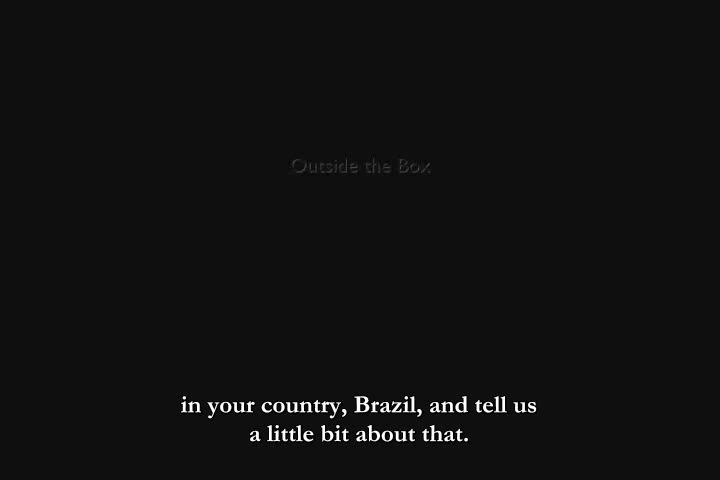 Outside the Box
in your country, Brazil, and tell us
a little bit about that.